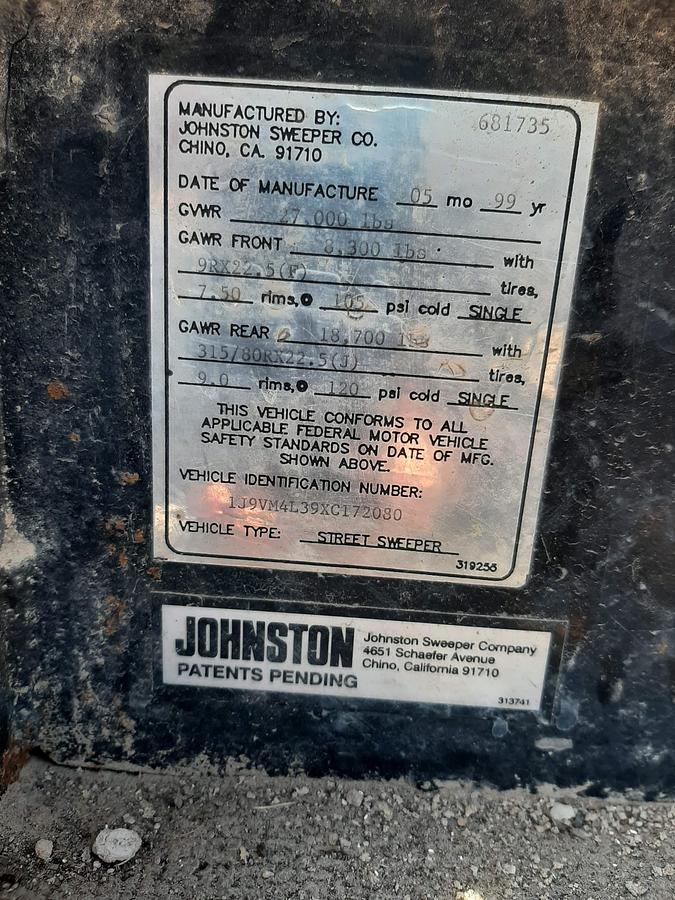 MANUFACTURED BY: 681735
JOHNSTON SWEEPER CO.
CHINO, CA. 91710
DATE OF MANUFACTURE 05 mo 99 yr
GVWR 27,000 lbs
GAWR FRONT 8,300 lbs with
9RX22.5(F) tires,
7.50 rims,@ 105 psi cold SINGLE
GAWR REAR 18,700 lbs with
315/80RX22.5(J) tires,
9.0 rims,@ 120 psi cold SINGLE
THIS VEHICLE CONFORMS TO ALL
APPLICABLE FEDERAL MOTOR VEHICLE
SAFETY STANDARDS ON DATE OF MFG.
SHOWN ABOVE.
VEHICLE IDENTIFICATION NUMBER:
1J9VM4L39XC172080
VEHICLE TYPE: STREET SWEEPER
319256
JOHNSTON
PATENTS PENDING
Johnston Sweeper Company
4651 Schaefer Avenue
Chino, California 91710
313741